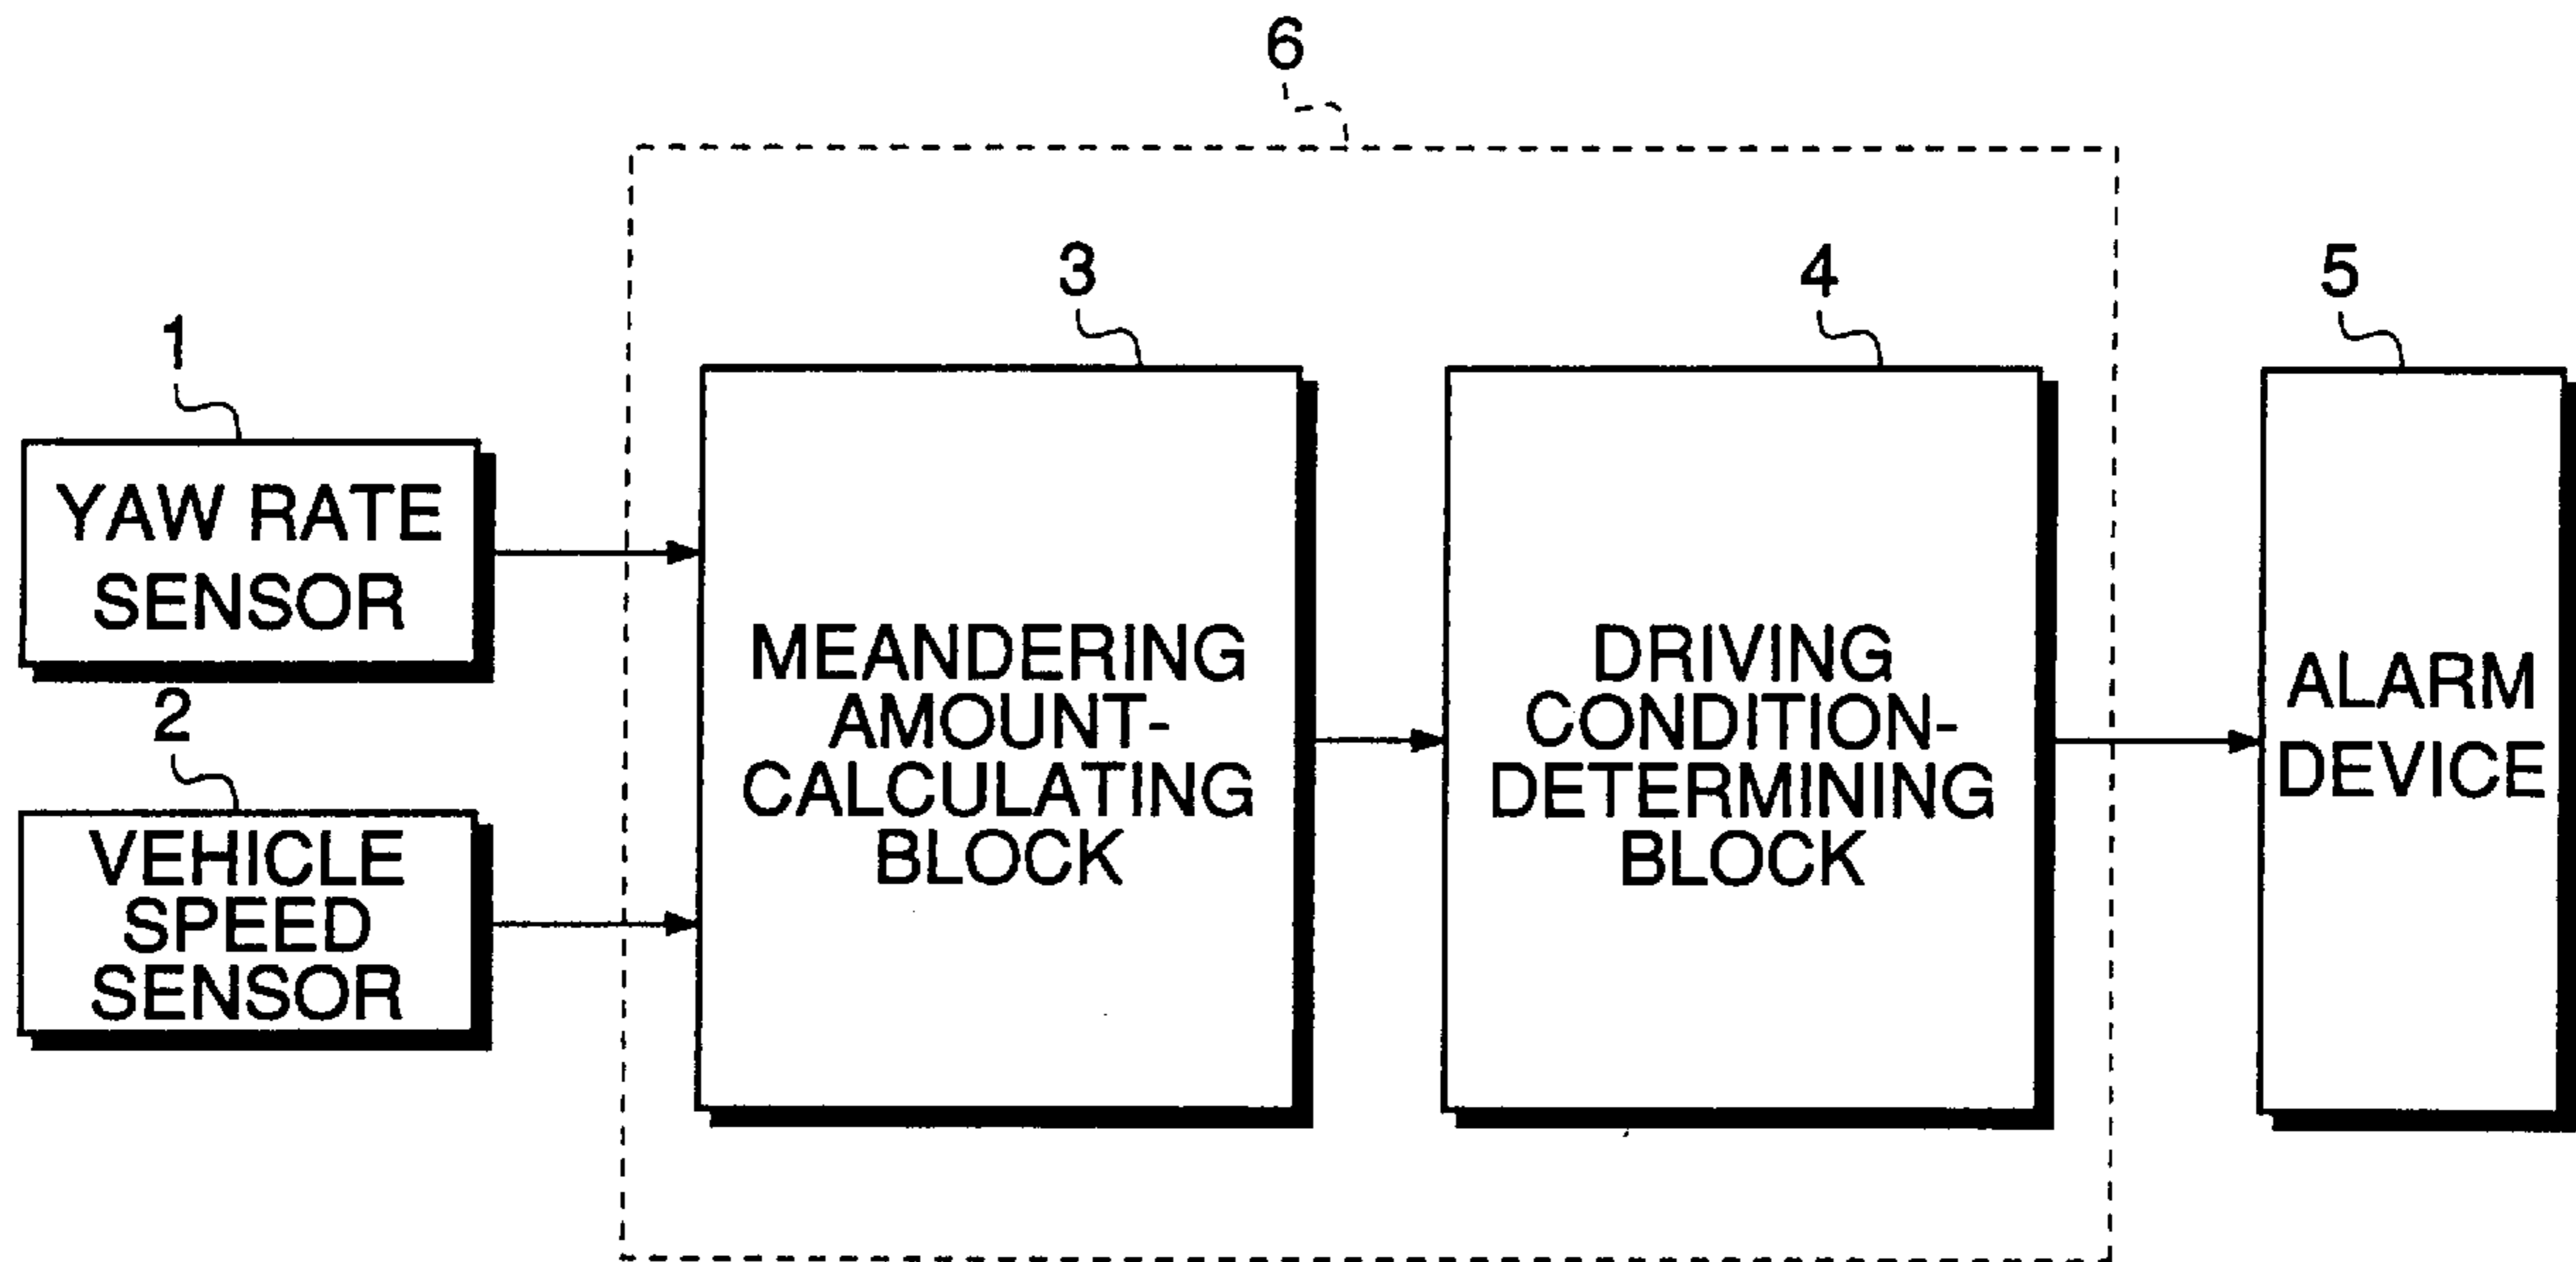 6
3
4
5
1
YAW RATE
SENSOR
2
VEHICLE
SPEED
SENSOR
MEANDERING
AMOUNT-
CALCULATING
BLOCK
DRIVING
CONDITION-
DETERMINING
BLOCK
ALARM
DEVICE